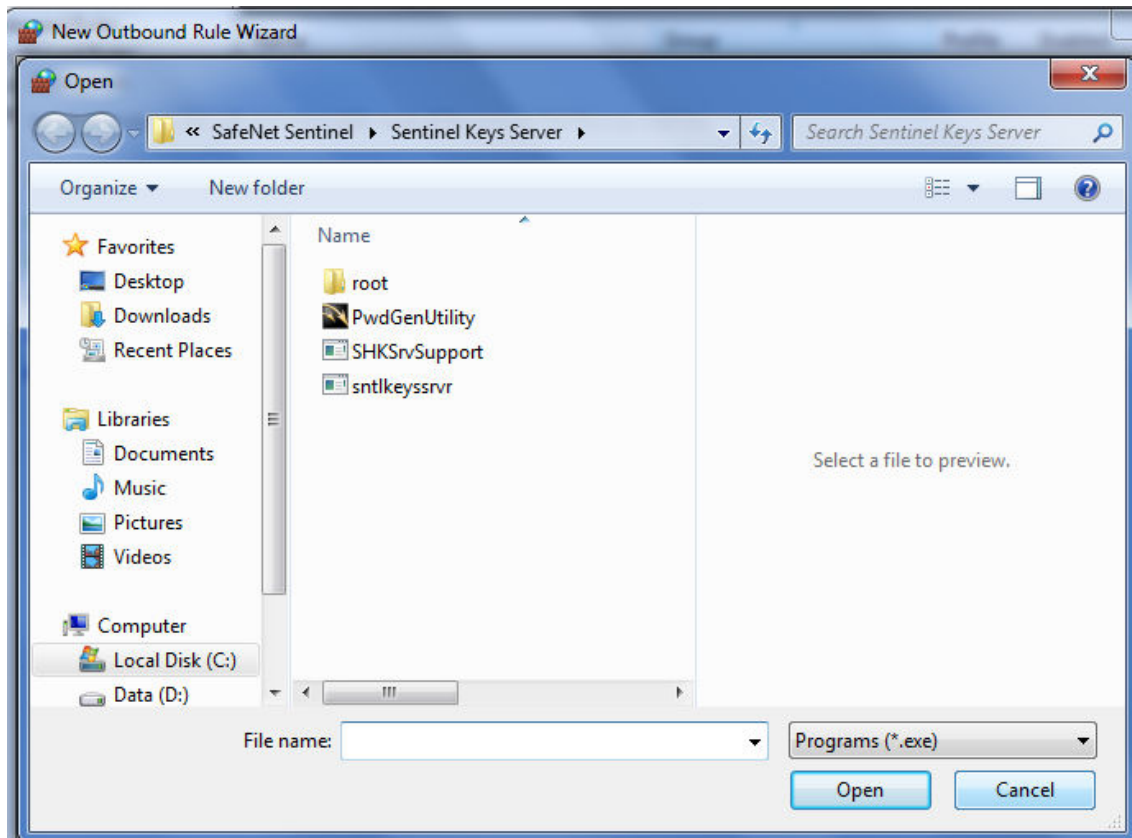 New Outbound Rule Wizard
Open
« SafeNet Sentinel Sentinel Keys Server
Search Sentinel Keys Server
Organize New folder
Favorites
Desktop
Downloads
Recent Places
Libraries
Documents
Music
Pictures
Videos
Computer
Local Disk (C:)
Data (D:)
Name
root
PwdGenUtility
SHKSrvSupport
sntlkeyssrvr
Select a file to preview.
File name:
Programs (*.exe)
Open Cancel